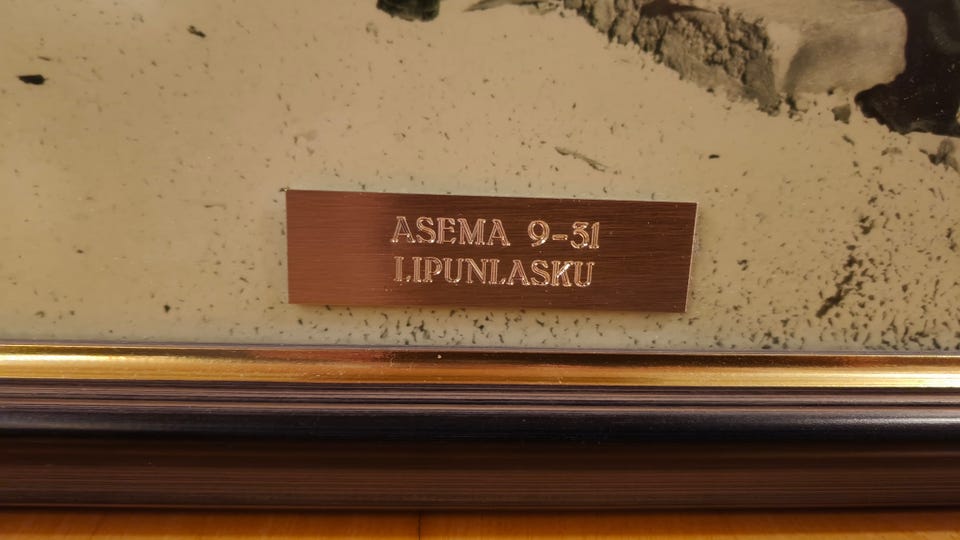 ASEMA 9-31
LIPUNLASKU